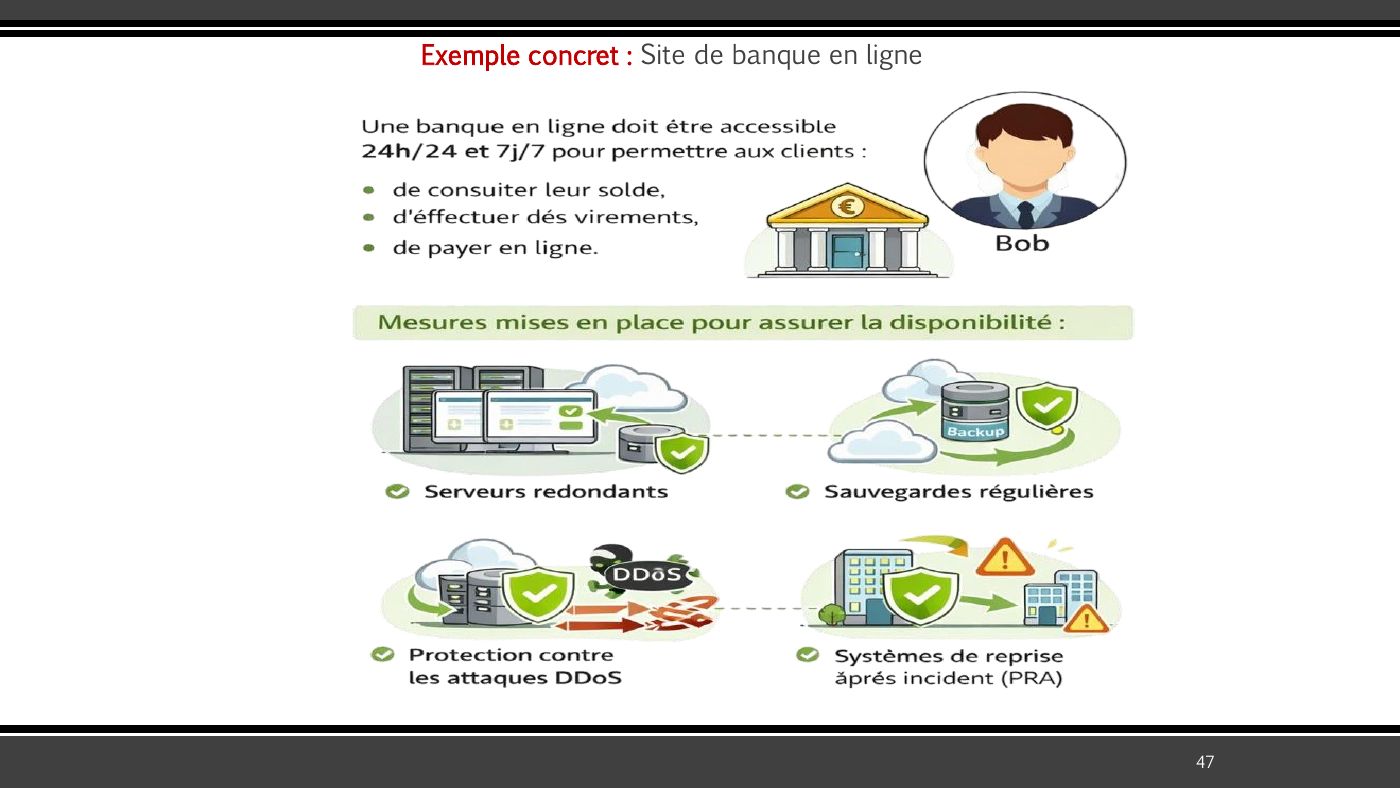 Exemple concret : Site de banque en ligne
Une banque en ligne doit étre accessible
24h/24 et 7j/7 pour permettre aux clients :
• de consuiter leur solde,
• d'éffectuer dés virements,
• de payer en ligne.
€
Bob
Mesures mises en place pour assurer la disponibilité :
Backup
Serveurs redondants
Sauvegardes régulières
DDôS
Protection contre
les attaques DDoS
Systèmes de reprise
äprés incident (PRA)
47